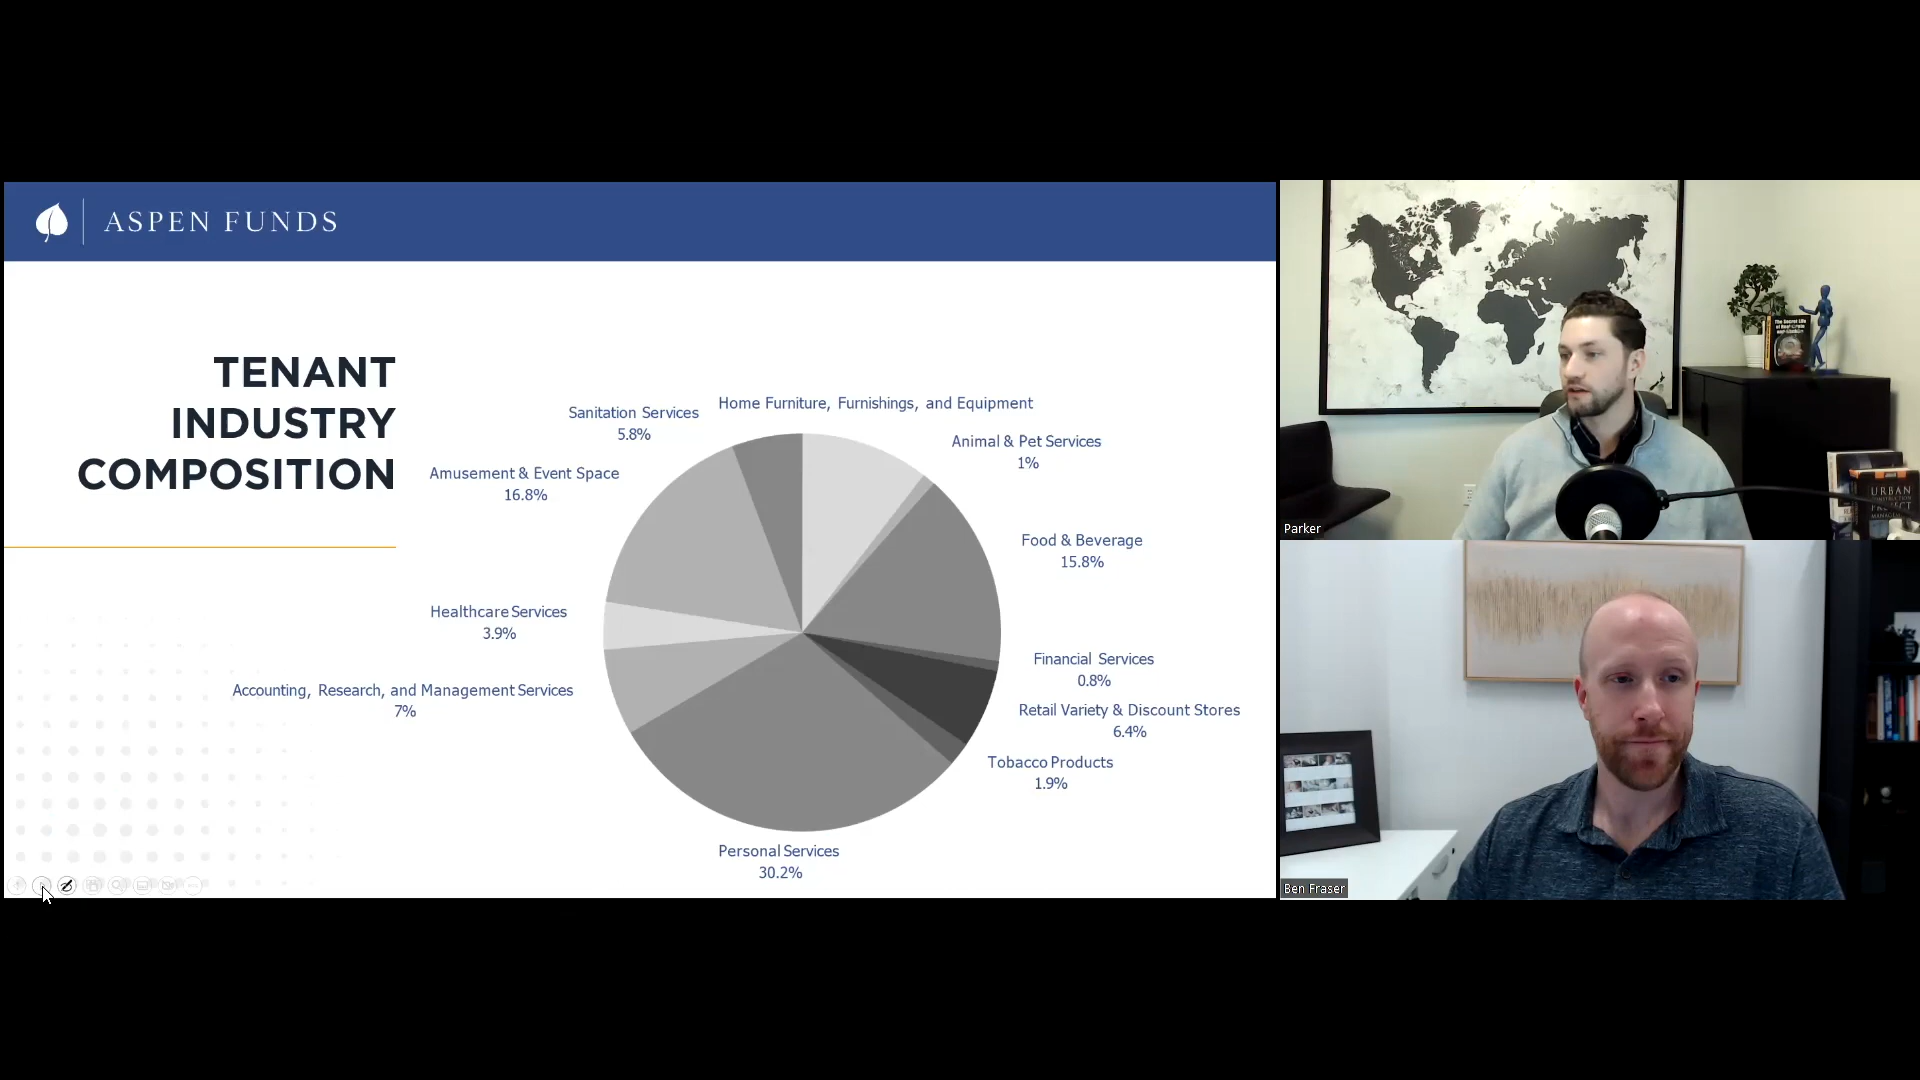 ASPEN FUNDS
TENANT
INDUSTRY
COMPOSITION
Sanitation Services
5.8%
Home Furniture, Furnishings, and Equipment
Animal & Pet Services
1%
Amusement & Event Space
16.8%
Food & Beverage
15.8%
Healthcare Services
3.9%
Financial Services
0.8%
Accounting, Research, and Management Services
7%
Retail Variety & Discount Stores
6.4%
Tobacco Products
1.9%
Personal Services
30.2%
Parker
URBAN
Ben Fraser